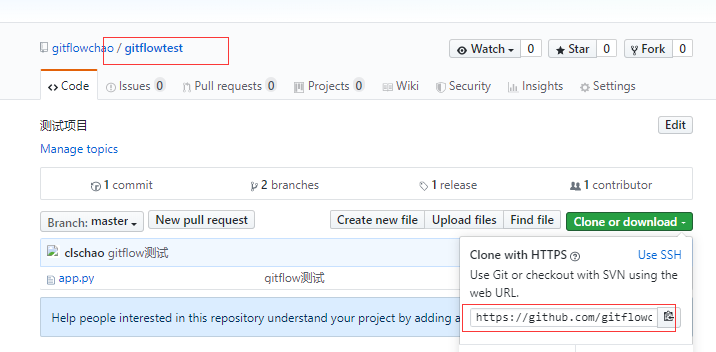 gitflowchao / gitflowtest
Watch 0 Star 0 Fork 0
Code Issues 0 Pull requests 0 Projects 0 Wiki Security Insights Settings
测试项目 Edit
Manage topics
1 commit 2 branches 1 release 1 contributor
Branch: master New pull request Create new file Upload files Find file Clone or download
clschao gitflow测试
app.py gitflow测试
Clone with HTTPS Use SSH
Use Git or checkout with SVN using the
web URL.
https://github.com/gitflowc
Help people interested in this repository understand your project by adding a